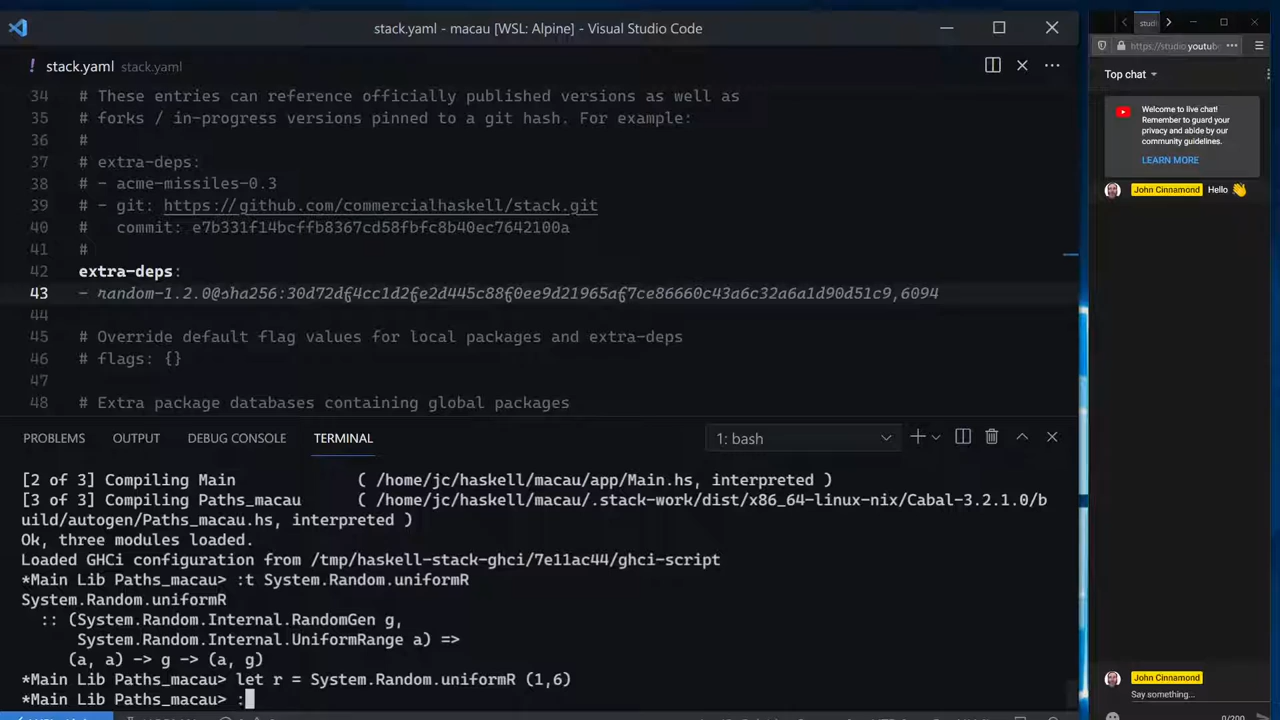 stack.yaml - macau [WSL: Alpine] - Visual Studio Code
! stack.yaml stack.yaml
34 # These entries can reference officially published versions as well as
35 # forks / in-progress versions pinned to a git hash. For example:
36 #
37 # extra-deps:
38 # - acme-missiles-0.3
39 # - git: https://github.com/commercialhaskell/stack.git
40 #   commit: e7b331f14bcffb8367cd58fbfc8b40ec7642100a
41 #
42 extra-deps:
43 - random-1.2.0@sha256:30d72df4cc1d2fe2d445c88f0ee9d21965af7ce86660c43a6c32a6a1d90d51c9,6094
44
45 # Override default flag values for local packages and extra-deps
46 # flags: {}
47
48 # Extra package databases containing global packages
PROBLEMS OUTPUT DEBUG CONSOLE TERMINAL 1: bash
[2 of 3] Compiling Main ( /home/jc/haskell/macau/app/Main.hs, interpreted )
[3 of 3] Compiling Paths_macau ( /home/jc/haskell/macau/.stack-work/dist/x86_64-linux-nix/Cabal-3.2.1.0/b
uild/autogen/Paths_macau.hs, interpreted )
Ok, three modules loaded.
Loaded GHCi configuration from /tmp/haskell-stack-ghci/7e11ac44/ghci-script
*Main Lib Paths_macau> :t System.Random.uniformR
System.Random.uniformR
:: (System.Random.Internal.RandomGen g,
System.Random.Internal.UniformRange a) =>
(a, a) -> g -> (a, g)
*Main Lib Paths_macau> let r = System.Random.uniformR (1,6)
*Main Lib Paths_macau> :
studi
https://studio.youtub
Top chat
Welcome to live chat!
Remember to guard your
privacy and abide by our
community guidelines.
LEARN MORE
John Cinnamond Hello 👋
John Cinnamond
Say something...
0/200